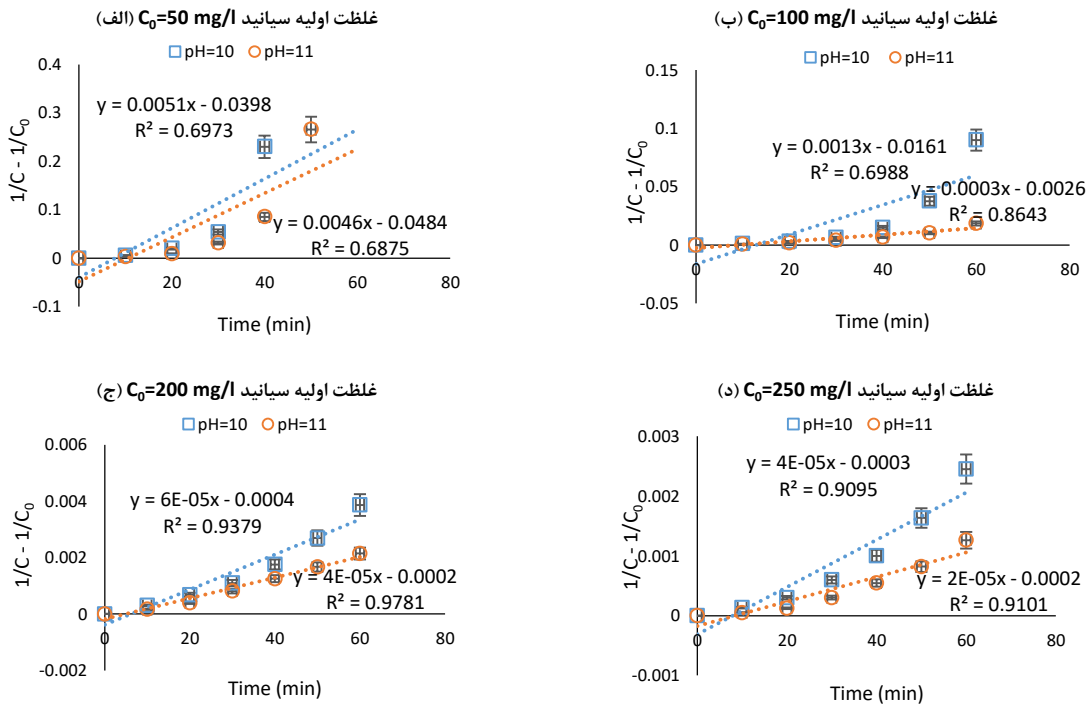 غلظت اولیه سیانید C₀=50 mg/l (الف)
pH=10 pH=11
0.4
0.3
0.2
0.1
0
-0.1
0 20 40 60 80
1/C - 1/C₀
Time (min)
y = 0.0051x - 0.0398
R² = 0.6973
y = 0.0046x - 0.0484
R² = 0.6875
غلظت اولیه سیانید C₀=100 mg/l (ب)
pH=10 pH=11
0.15
0.1
0.05
0
-0.05
0 20 40 60 80
1/C - 1/C₀
Time (min)
y = 0.0013x - 0.0161
R² = 0.6988
y = 0.0003x - 0.0026
R² = 0.8643
غلظت اولیه سیانید C₀=200 mg/l (ج)
pH=10 pH=11
0.006
0.004
0.002
0
-0.002
0 20 40 60 80
1/C - 1/C₀
Time (min)
y = 6E-05x - 0.0004
R² = 0.9379
y = 4E-05x - 0.0002
R² = 0.9781
غلظت اولیه سیانید C₀=250 mg/l (د)
pH=10 pH=11
0.003
0.002
0.001
0
-0.001
0 20 40 60 80
1/C - 1/C₀
Time (min)
y = 4E-05x - 0.0003
R² = 0.9095
y = 2E-05x - 0.0002
R² = 0.9101